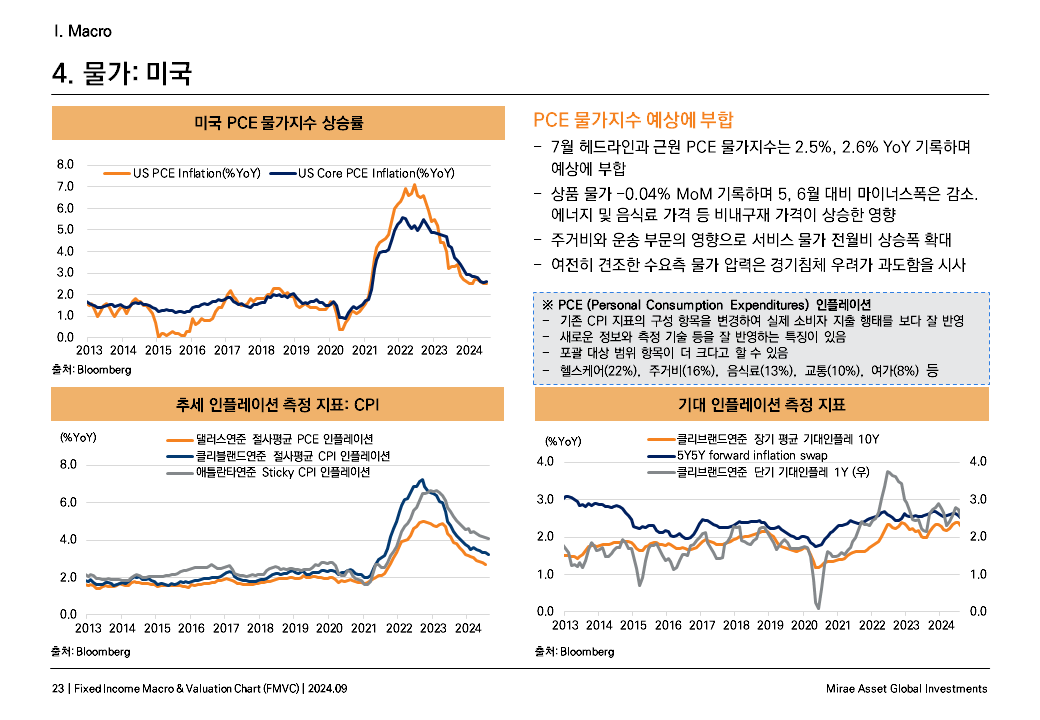 I. Macro
4. 물가: 미국
미국 PCE 물가지수 상승률
8.0
7.0
6.0
5.0
4.0
3.0
2.0
1.0
0.0
US PCE Inflation(%YoY)
US Core PCE Inflation(%YoY)
2013 2014 2015 2016 2017 2018 2019 2020 2021 2022 2023 2024
출처: Bloomberg
PCE 물가지수 예상에 부합
– 7월 헤드라인과 근원 PCE 물가지수는 2.5%, 2.6% YoY 기록하며
예상에 부합
– 상품 물가 -0.04% MoM 기록하며 5, 6월 대비 마이너스폭은 감소.
에너지 및 음식료 가격 등 비내구재 가격이 상승한 영향
– 주거비와 운송 부문의 영향으로 서비스 물가 전월비 상승폭 확대
– 여전히 견조한 수요측 물가 압력은 경기침체 우려가 과도함을 시사
※ PCE (Personal Consumption Expenditures) 인플레이션
– 기존 CPI 지표의 구성 항목을 변경하여 실제 소비자 지출 행태를 보다 잘 반영
– 새로운 정보와 측정 기술 등을 잘 반영하는 특징이 있음
– 포괄 대상 범위 항목이 더 크다고 할 수 있음
– 헬스케어(22%), 주거비(16%), 음식료(13%), 교통(10%), 여가(8%) 등
추세 인플레이션 측정 지표: CPI
(%YoY)
댈러스연준 절사평균 PCE 인플레이션
클리블랜드연준 절사평균 CPI 인플레이션
애틀란타연준 Sticky CPI 인플레이션
8.0
6.0
4.0
2.0
0.0
2013 2014 2015 2016 2017 2018 2019 2020 2021 2022 2023 2024
출처: Bloomberg
기대 인플레이션 측정 지표
(%YoY)
클리브랜드연준 장기 평균 기대인플레 10Y
5Y5Y forward inflation swap
클리브랜드연준 단기 기대인플레 1Y (우)
4.0
3.0
2.0
1.0
0.0
4.0
3.0
2.0
1.0
0.0
2013 2014 2015 2016 2017 2018 2019 2020 2021 2022 2023 2024
출처: Bloomberg
23 | Fixed Income Macro & Valuation Chart (FMVC) | 2024.09
Mirae Asset Global Investments